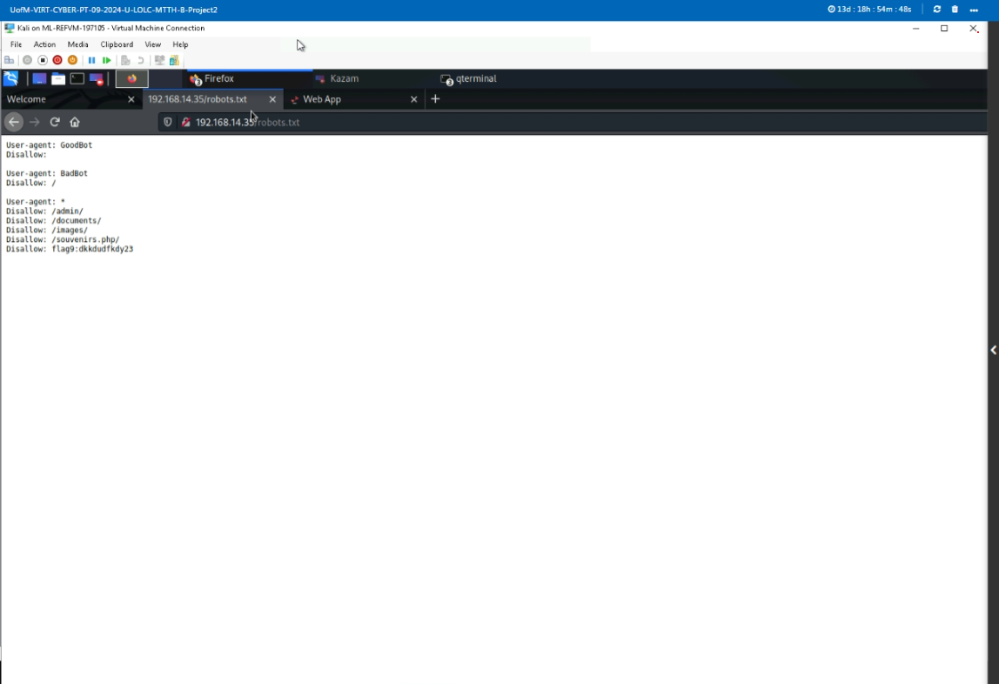 UofM-VIRT-CYBER-PT-09-2024-U-LOLC-MTTH-B-Project2
13d : 18h : 54m : 48s
Kali on ML-REFVM-197105 - Virtual Machine Connection
File Action Media Clipboard View Help
3 Firefox
Kazam
3 qterminal
Welcome
192.168.14.35/robots.txt
Web App
192.168.14.35/robots.txt
User-agent: GoodBot
Disallow:
User-agent: BadBot
Disallow: /
User-agent: *
Disallow: /admin/
Disallow: /documents/
Disallow: /images/
Disallow: /souvenirs.php/
Disallow: flag9:dkkdudfkdy23